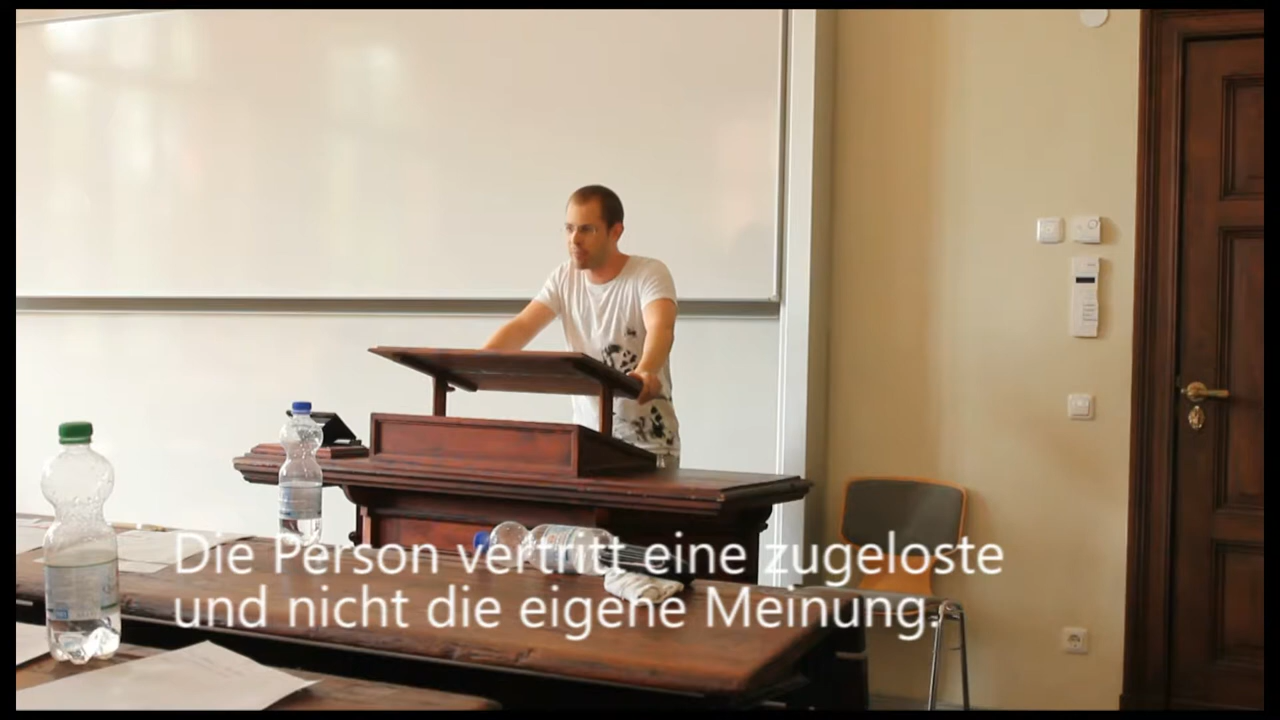 Die Person vertritt eine zugeloste
und nicht die eigene Meinung.